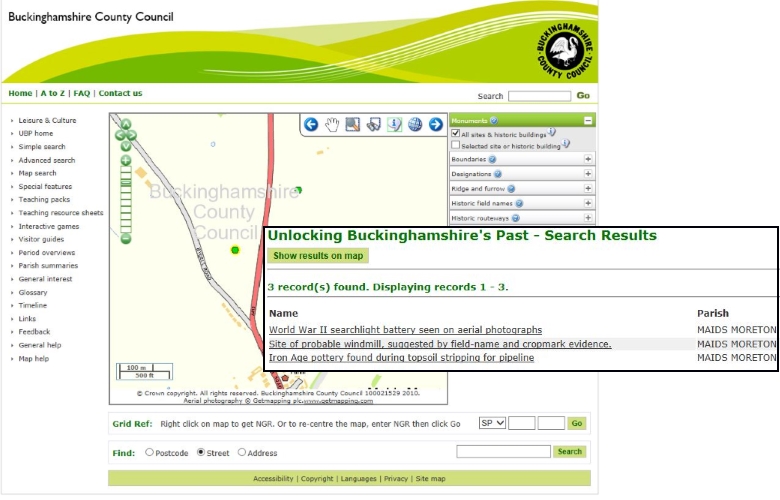 Buckinghamshire County Council
BUCKINGHAMSHIRE COUNTY COUNCIL
Home | A to Z | FAQ | Contact us
Search
Go
Leisure & Culture
UBP home
Simple search
Advanced search
Map search
Special features
Teaching packs
Teaching resource sheets
Interactive games
Visitor guides
Period overviews
Parish summaries
General interest
Glossary
Timeline
Links
Feedback
General help
Map help
Buckinghamshire
County
Council
100 m
500 ft
© Crown copyright. All rights reserved. Buckinghamshire County Council 100021529 2010.
Aerial photography © Getmapping plc.www.getmapping.com
Monuments
All sites & historic buildings
Selected site or historic building
Boundaries
Designations
Ridge and furrow
Historic field names
Historic routeways
Unlocking Buckinghamshire's Past - Search Results
Show results on map
3 record(s) found. Displaying records 1 - 3.
Name Parish
World War II searchlight battery seen on aerial photographs MAIDS MORETON
Site of probable windmill, suggested by field-name and cropmark evidence. MAIDS MORETON
Iron Age pottery found during topsoil stripping for pipeline MAIDS MORETON
Grid Ref: Right click on map to get NGR. Or to re-centre the map, enter NGR then click Go SP Go
Find: Postcode Street Address Search
Accessibility | Copyright | Languages | Privacy | Site map